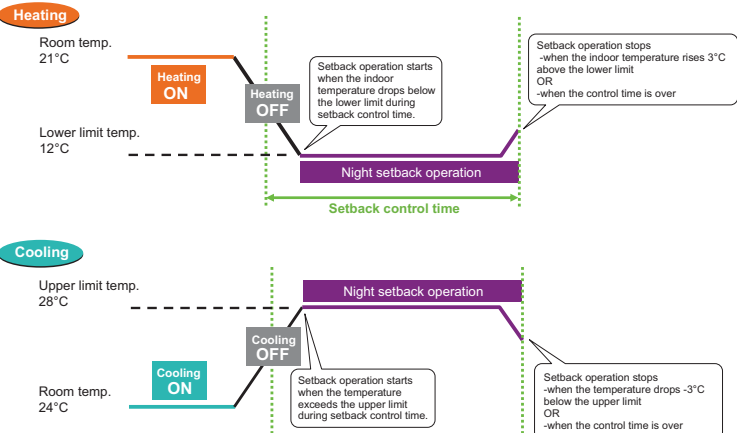 Heating
Room temp.
21°C
Heating
ON
Heating
OFF
Setback operation starts
when the indoor
temperature drops below
the lower limit during
setback control time.
Setback operation stops
-when the indoor temperature rises 3°C
above the lower limit
OR
-when the control time is over
Lower limit temp.
12°C
Night setback operation
Setback control time
Cooling
Upper limit temp.
28°C
Night setback operation
Cooling
OFF
Cooling
ON
Room temp.
24°C
Setback operation starts
when the temperature
exceeds the upper limit
during setback control time.
Setback operation stops
-when the temperature drops -3°C
below the upper limit
OR
-when the control time is over